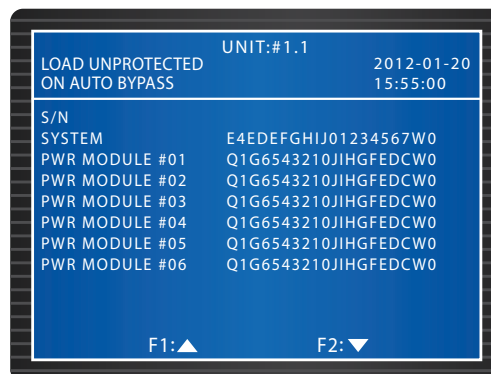 UNIT:#1.1
LOAD UNPROTECTED 2012-01-20
ON AUTO BYPASS 15:55:00
S/N
SYSTEM E4EDEFGHIJ01234567W0
PWR MODULE #01 Q1G6543210JIHGFEDCW0
PWR MODULE #02 Q1G6543210JIHGFEDCW0
PWR MODULE #03 Q1G6543210JIHGFEDCW0
PWR MODULE #04 Q1G6543210JIHGFEDCW0
PWR MODULE #05 Q1G6543210JIHGFEDCW0
PWR MODULE #06 Q1G6543210JIHGFEDCW0
F1:▲ F2:▼